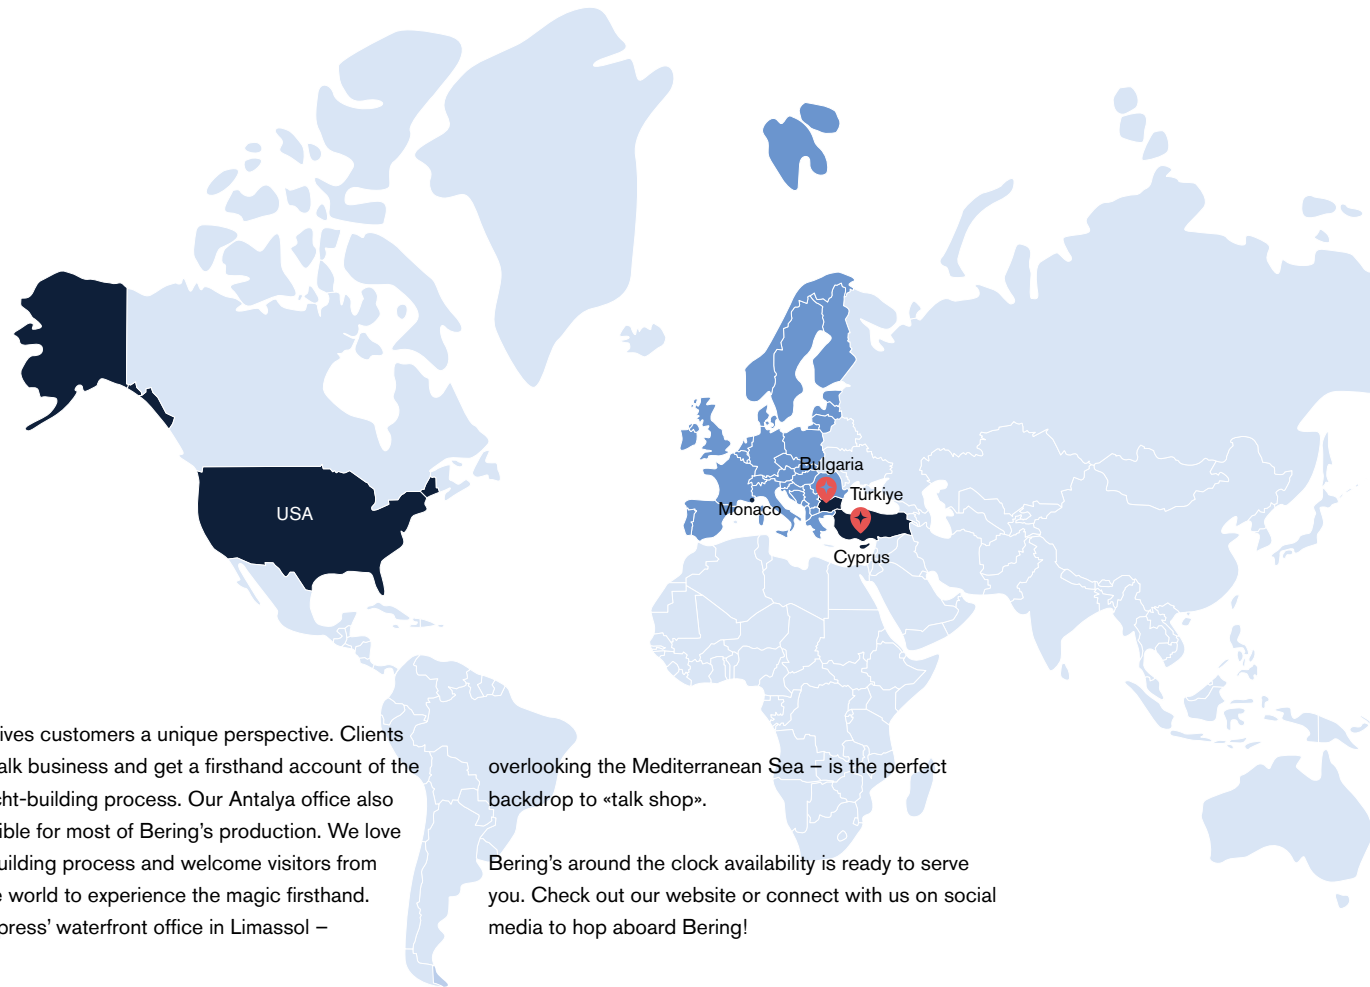 USA
Bulgaria
Türkiye
Monaco
Cyprus
ives customers a unique perspective. Clients
alk business and get a firsthand account of the
ht-building process. Our Antalya office also
ible for most of Bering’s production. We love
uilding process and welcome visitors from
e world to experience the magic firsthand.
press’ waterfront office in Limassol –
overlooking the Mediterranean Sea – is the perfect
backdrop to «talk shop».
Bering’s around the clock availability is ready to serve
you. Check out our website or connect with us on social
media to hop aboard Bering!